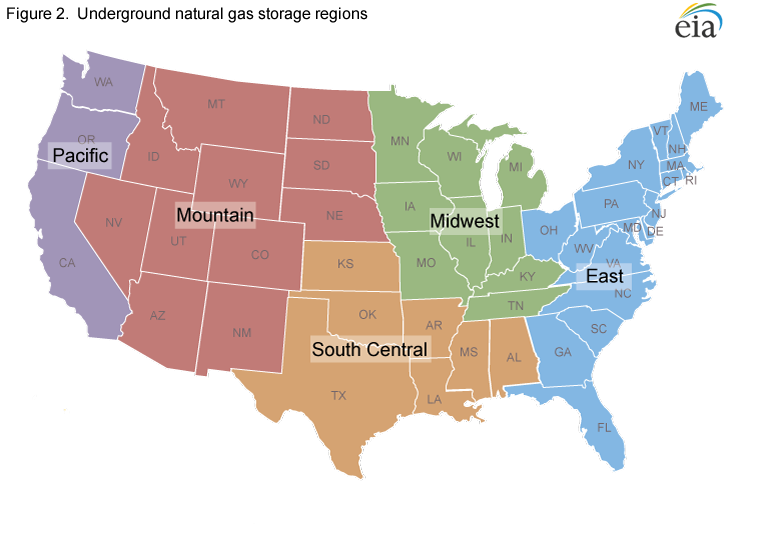 Figure 2.  Underground natural gas storage regions
eia
WA
MT
ND
MN
ME
VT
NH
OR
Pacific
ID
SD
WI
MI
NY
MA
CT
RI
WY
NE
IA
PA
NJ
Mountain
Midwest
NV
UT
CO
IL
IN
OH
MD
DE
WV
VA
CA
KS
MO
KY
East
NC
AZ
NM
OK
AR
TN
SC
South Central
MS
AL
GA
TX
LA
FL